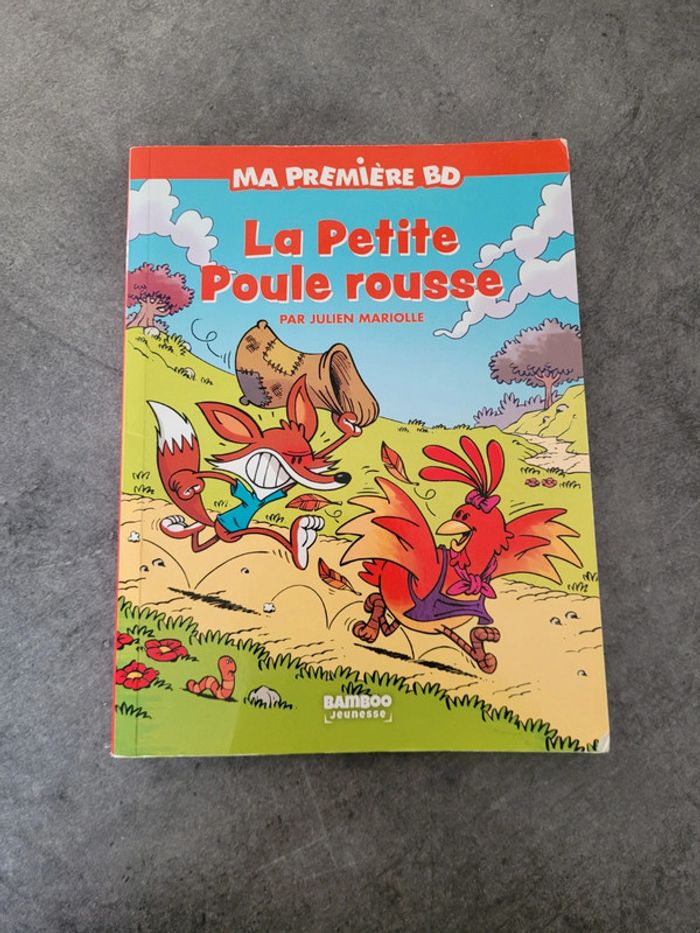 MA PREMIÈRE BD
La Petite
Poule rousse
PAR JULIEN MARIOLLE
BAMBOO
jeunesse